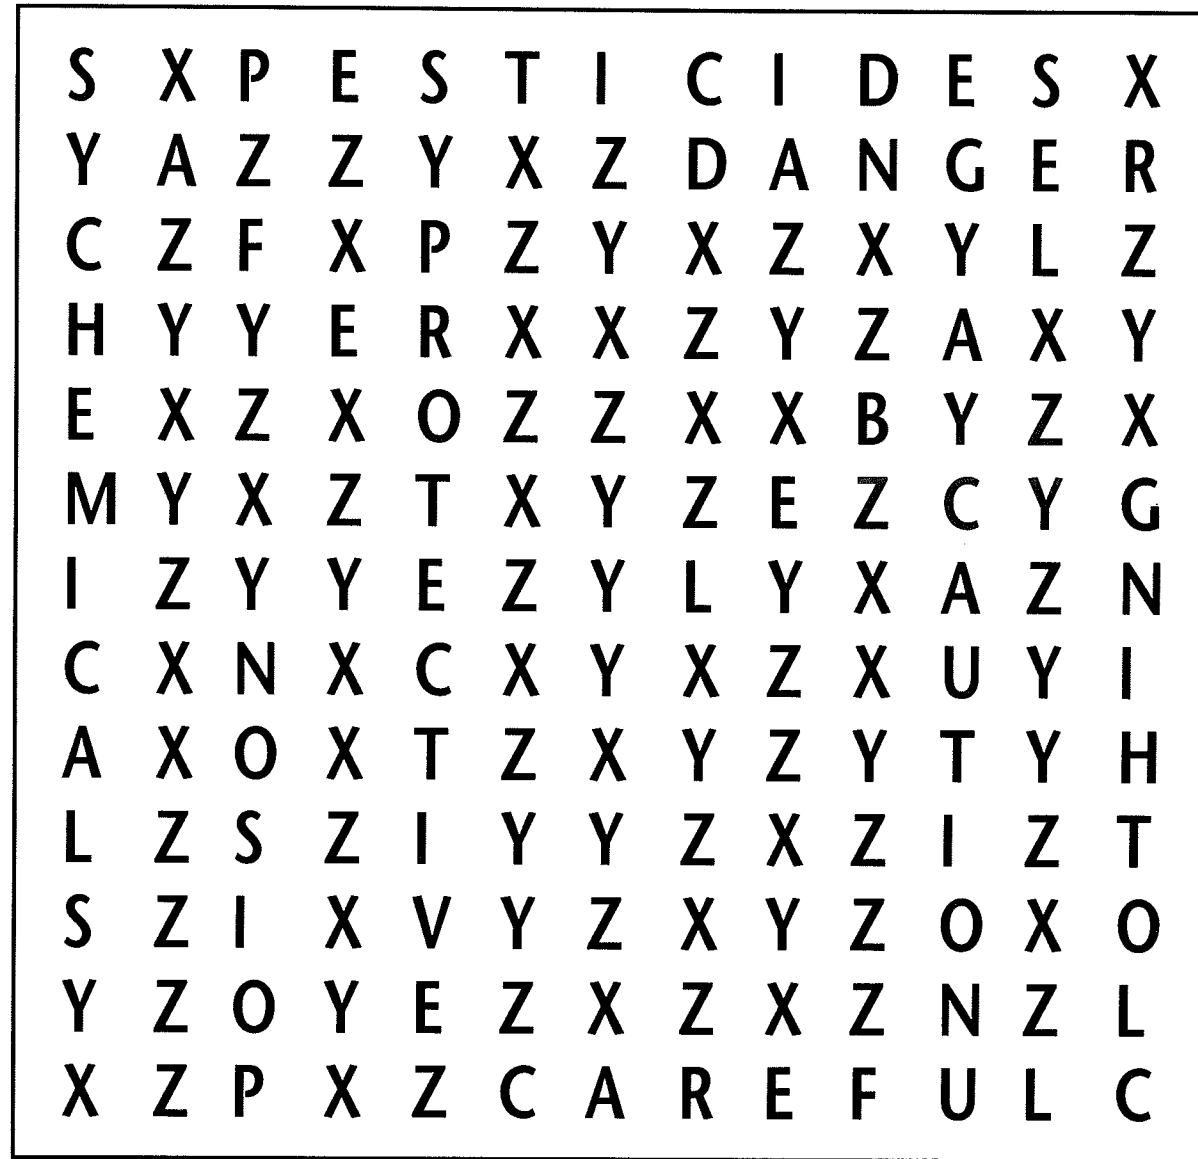 S X P E S T I C I D E S X
Y A Z Z Y X Z D A N G E R
C Z F X P Z Y X Z X Y L Z
H Y Y E R X X Z Y Z A X Y
E X Z X O Z Z X X B Y Z X
M Y X Z T X Y Z E Z C Y G
I Z Y Y E Z Y L Y X A Z N
C X N X C X Y X Z X U Y I
A X O X T Z X Y Z Y T Y H
L Z S Z I Y Y Z X Z I Z T
S Z I X V Y Z X Y Z O X O
Y Z O Y E Z X Z X Z N Z L
X Z P X Z C A R E F U L C